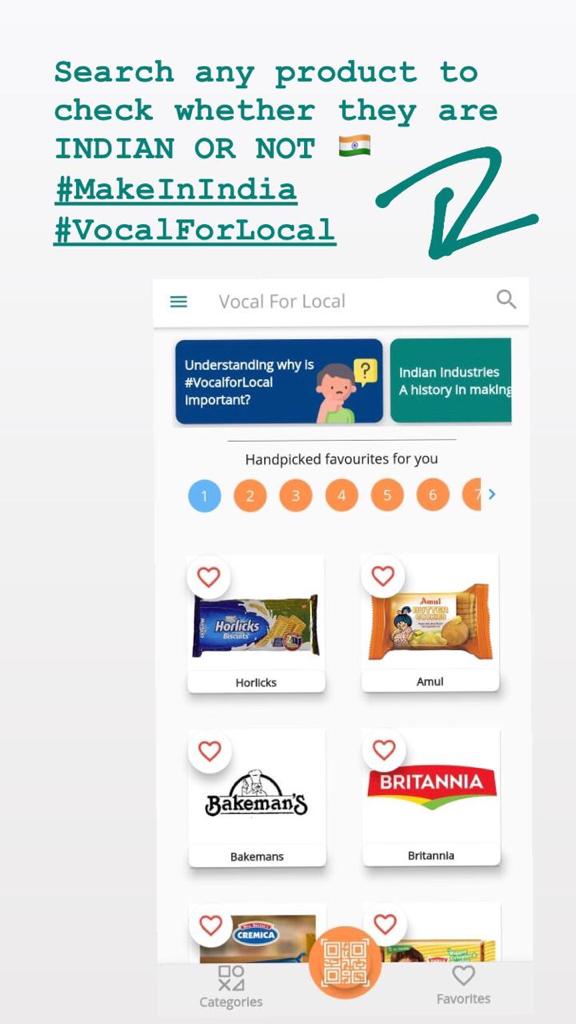 Search any product to
check whether they are
INDIAN OR NOT 🇮🇳
#MakeInIndia
#VocalForLocal
Vocal For Local
Understanding why is
#VocalforLocal
Important?
?
Indian Industries
A history in making
Handpicked favourites for you
1 2 3 4 5 6 7
Horlicks
Biscuits
Amul
BUTTER
COOKIES
Horlicks
Amul
BAKEMAN'S
BRITANNIA
Bakemans
Britannia
CREMICA
Categories
Favorites